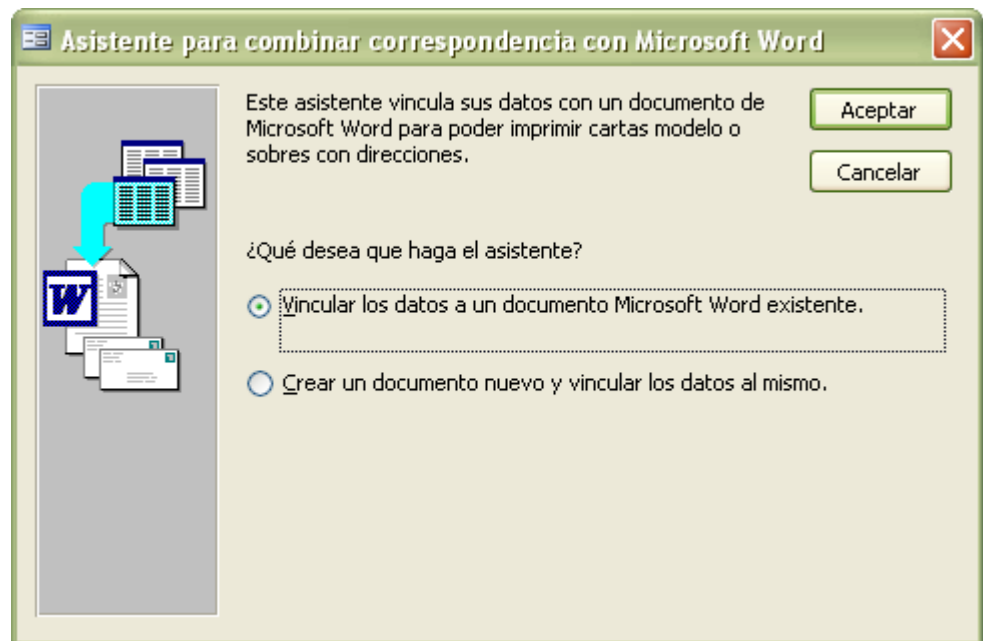 Asistente para combinar correspondencia con Microsoft Word
Este asistente vincula sus datos con un documento de
Microsoft Word para poder imprimir cartas modelo o
sobres con direcciones.
Aceptar
Cancelar
¿Qué desea que haga el asistente?
Vincular los datos a un documento Microsoft Word existente.
Crear un documento nuevo y vincular los datos al mismo.
W